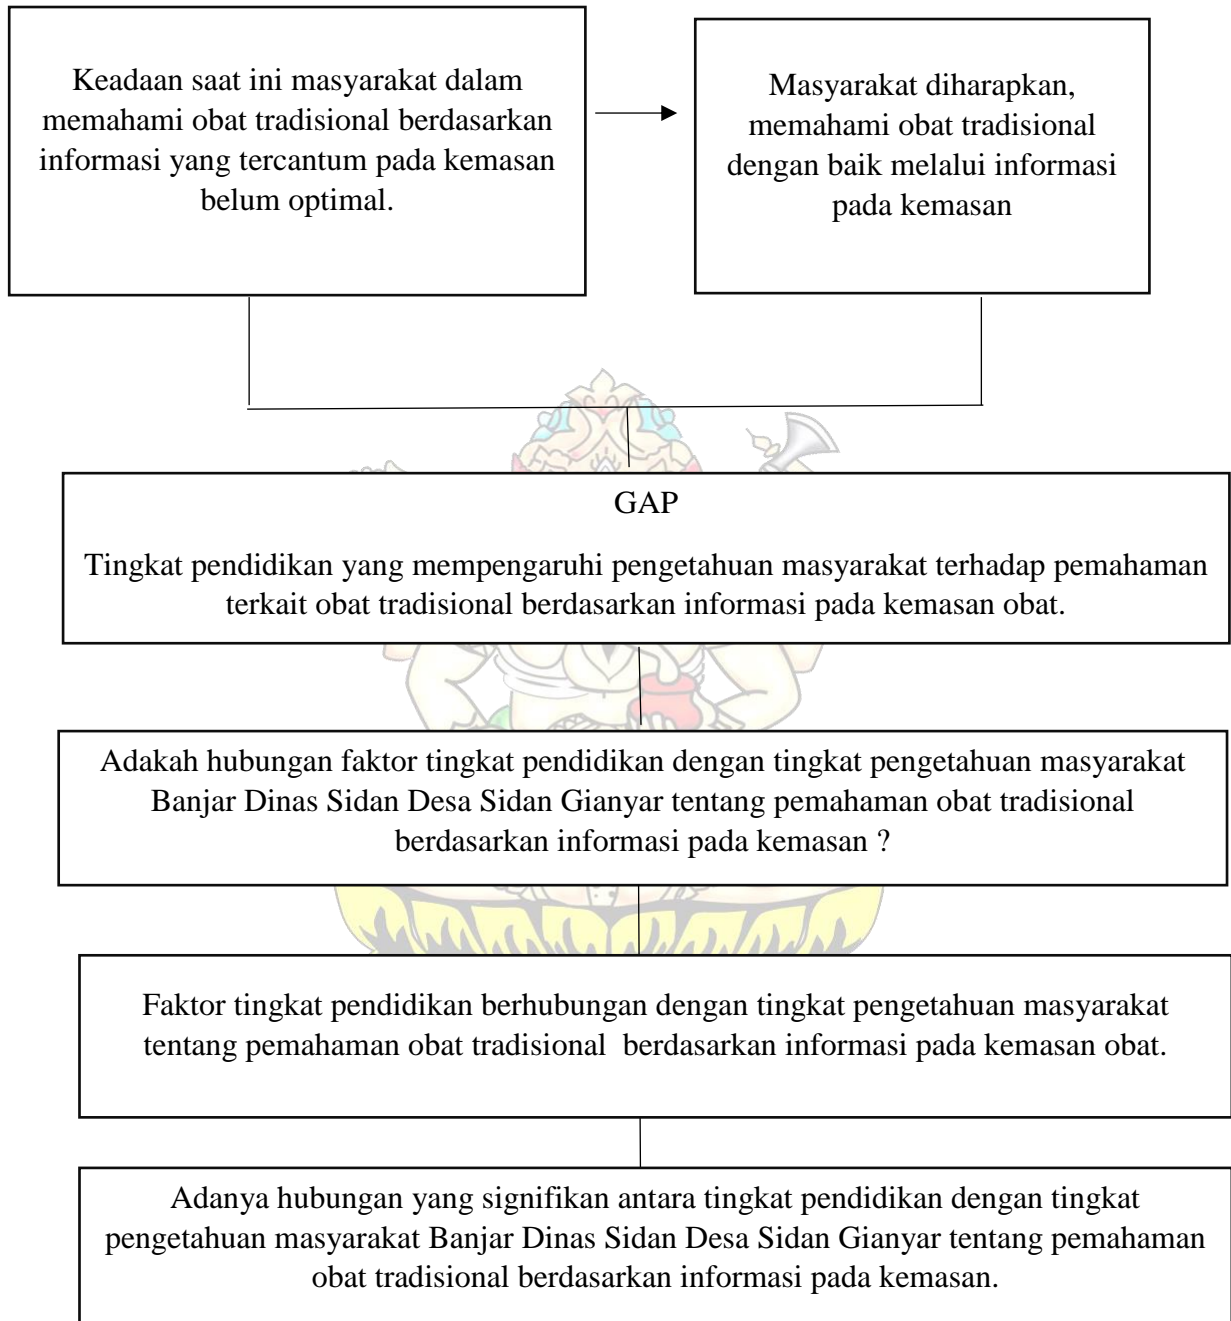 Keadaan saat ini masyarakat dalam
memahami obat tradisional berdasarkan
informasi yang tercantum pada kemasan
belum optimal.
Masyarakat diharapkan,
memahami obat tradisional
dengan baik melalui informasi
pada kemasan
GAP
Tingkat pendidikan yang mempengaruhi pengetahuan masyarakat terhadap pemahaman
terkait obat tradisional berdasarkan informasi pada kemasan obat.
Adakah hubungan faktor tingkat pendidikan dengan tingkat pengetahuan masyarakat
Banjar Dinas Sidan Desa Sidan Gianyar tentang pemahaman obat tradisional
berdasarkan informasi pada kemasan ?
Faktor tingkat pendidikan berhubungan dengan tingkat pengetahuan masyarakat
tentang pemahaman obat tradisional  berdasarkan informasi pada kemasan obat.
Adanya hubungan yang signifikan antara tingkat pendidikan dengan tingkat
pengetahuan masyarakat Banjar Dinas Sidan Desa Sidan Gianyar tentang pemahaman
obat tradisional berdasarkan informasi pada kemasan.